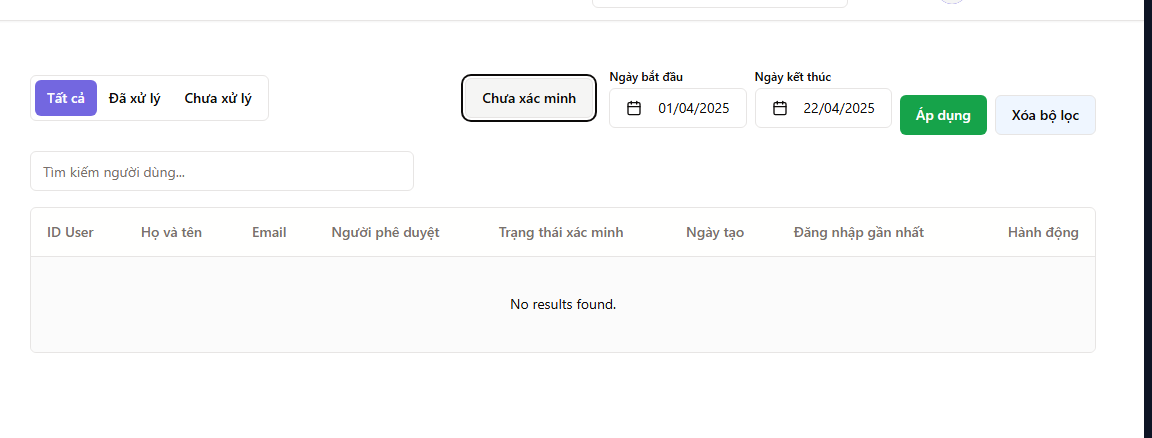 Tất cả Đã xử lý Chưa xử lý
Chưa xác minh
Ngày bắt đầu
01/04/2025
Ngày kết thúc
22/04/2025
Áp dụng
Xóa bộ lọc
Tìm kiếm người dùng...
ID User Họ và tên Email Người phê duyệt Trạng thái xác minh Ngày tạo Đăng nhập gần nhất Hành động
No results found.